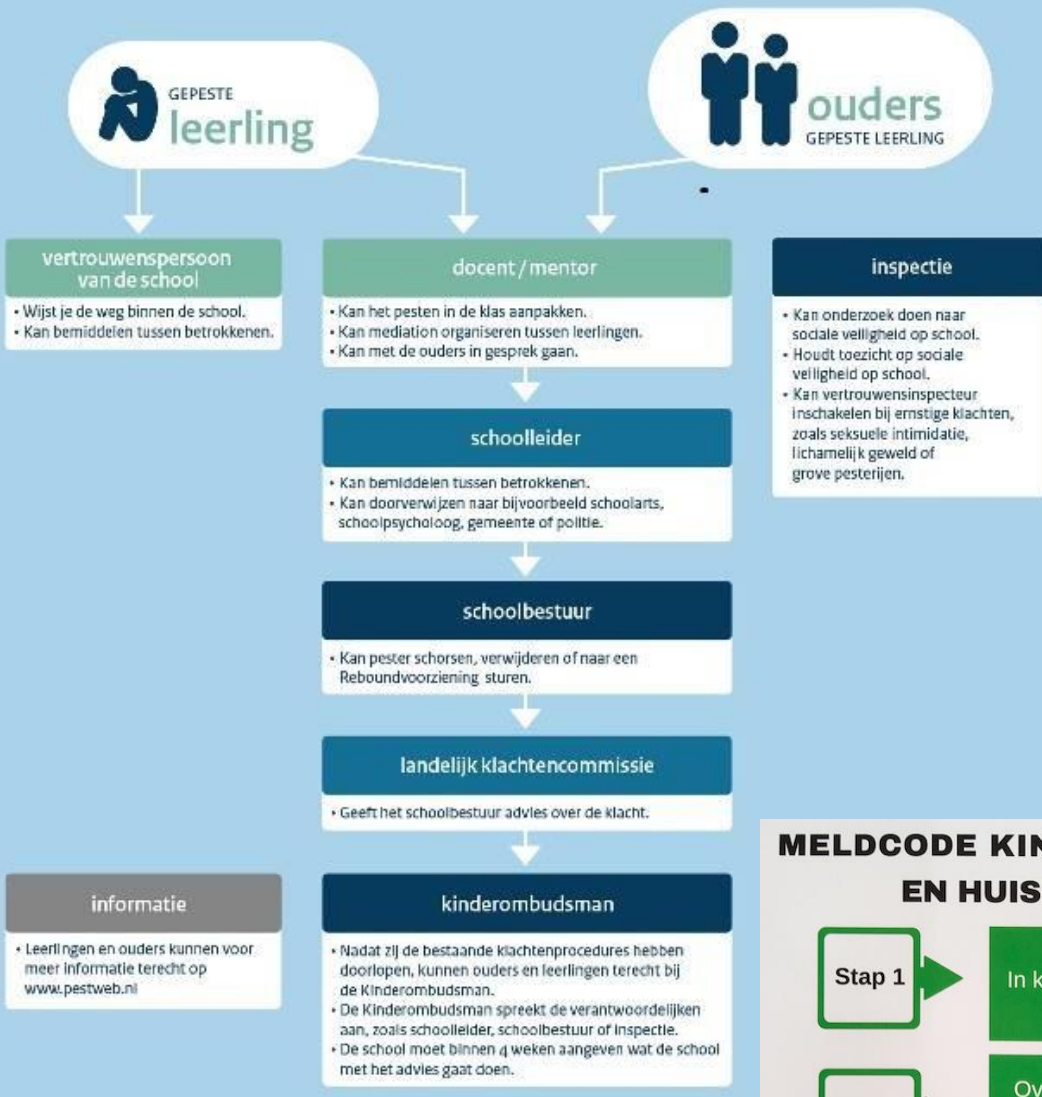 GEPESTE
leerling
ouders
GEPESTE LEERLING
vertrouwenspersoon
van de school
• Wijst je de weg binnen de school.
• Kan bemiddelen tussen betrokkenen.
docent / mentor
• Kan het pesten in de klas aanpakken.
• Kan mediation organiseren tussen leerlingen.
• Kan met de ouders in gesprek gaan.
inspectie
• Kan onderzoek doen naar
sociale veiligheid op school.
• Houdt toezicht op sociale
veiligheid op school.
• Kan vertrouwensinspecteur
inschakelen bij ernstige klachten,
zoals seksuele intimidatie,
lichamelijk geweld of
grove pesterijen.
schoolleider
• Kan bemiddelen tussen betrokkenen.
• Kan doorverwijzen naar bijvoorbeeld schoolarts,
schoolpsycholoog, gemeente of politie.
schoolbestuur
• Kan pester schorsen, verwijderen of naar een
Reboundvoorziening sturen.
landelijk klachtencommissie
• Geeft het schoolbestuur advies over de klacht.
informatie
• Leerlingen en ouders kunnen voor
meer informatie terecht op
www.pestweb.nl
kinderombudsman
• Nadat zij de bestaande klachtenprocedures hebben
doorlopen, kunnen ouders en leerlingen terecht bij
de Kinderombudsman.
• De Kinderombudsman spreekt de verantwoordelijken
aan, zoals schoolleider, schoolbestuur of inspectie.
• De school moet binnen 4 weken aangeven wat de school
met het advies gaat doen.
MELDCODE KIN
EN HUIS
Stap 1
In k
Ov